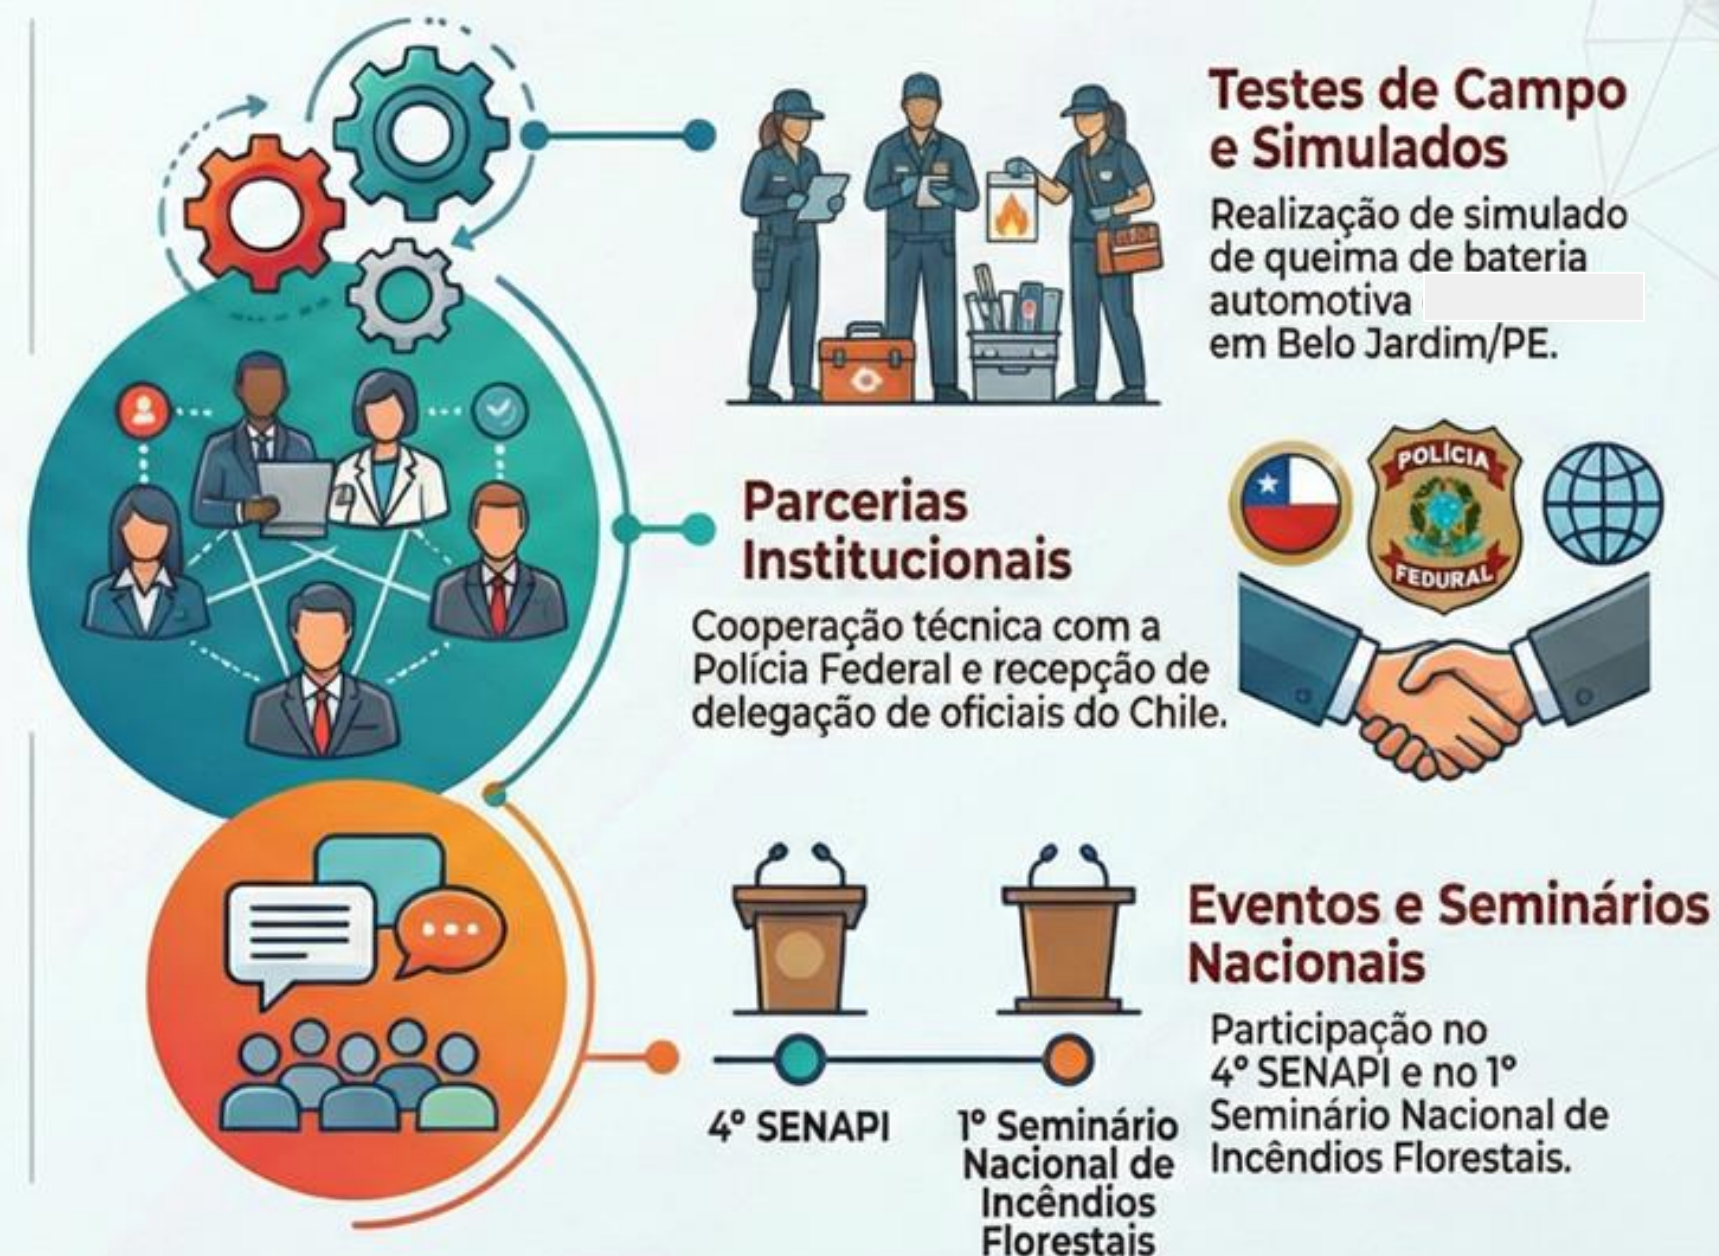 Testes de Campo
e Simulados
Realização de simulado
de queima de bateria
automotiva
em Belo Jardim/PE.
Parcerias
Institucionais
Cooperação técnica com a
Polícia Federal e recepção de
delegação de oficiais do Chile.
POLÍCIA
FEDURAL
Eventos e Seminários
Nacionais
Participação no
4º SENAPI e no 1º
Seminário Nacional de
Incêndios Florestais.
4º SENAPI
1º Seminário
Nacional de
Incêndios
Florestais